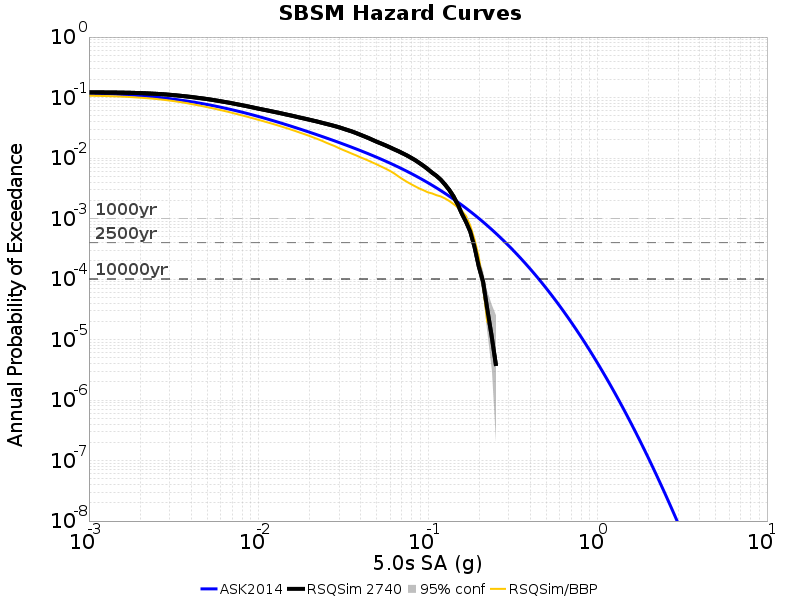 SBSM Hazard Curves
Annual Probability of Exceedance
10^0
10^-1
10^-2
10^-3
10^-4
10^-5
10^-6
10^-7
10^-8
1000yr
2500yr
10000yr
10^-3 10^-2 10^-1 10^0 10^1
5.0s SA (g)
ASK2014 RSQSim 2740 95% conf RSQSim/BBP